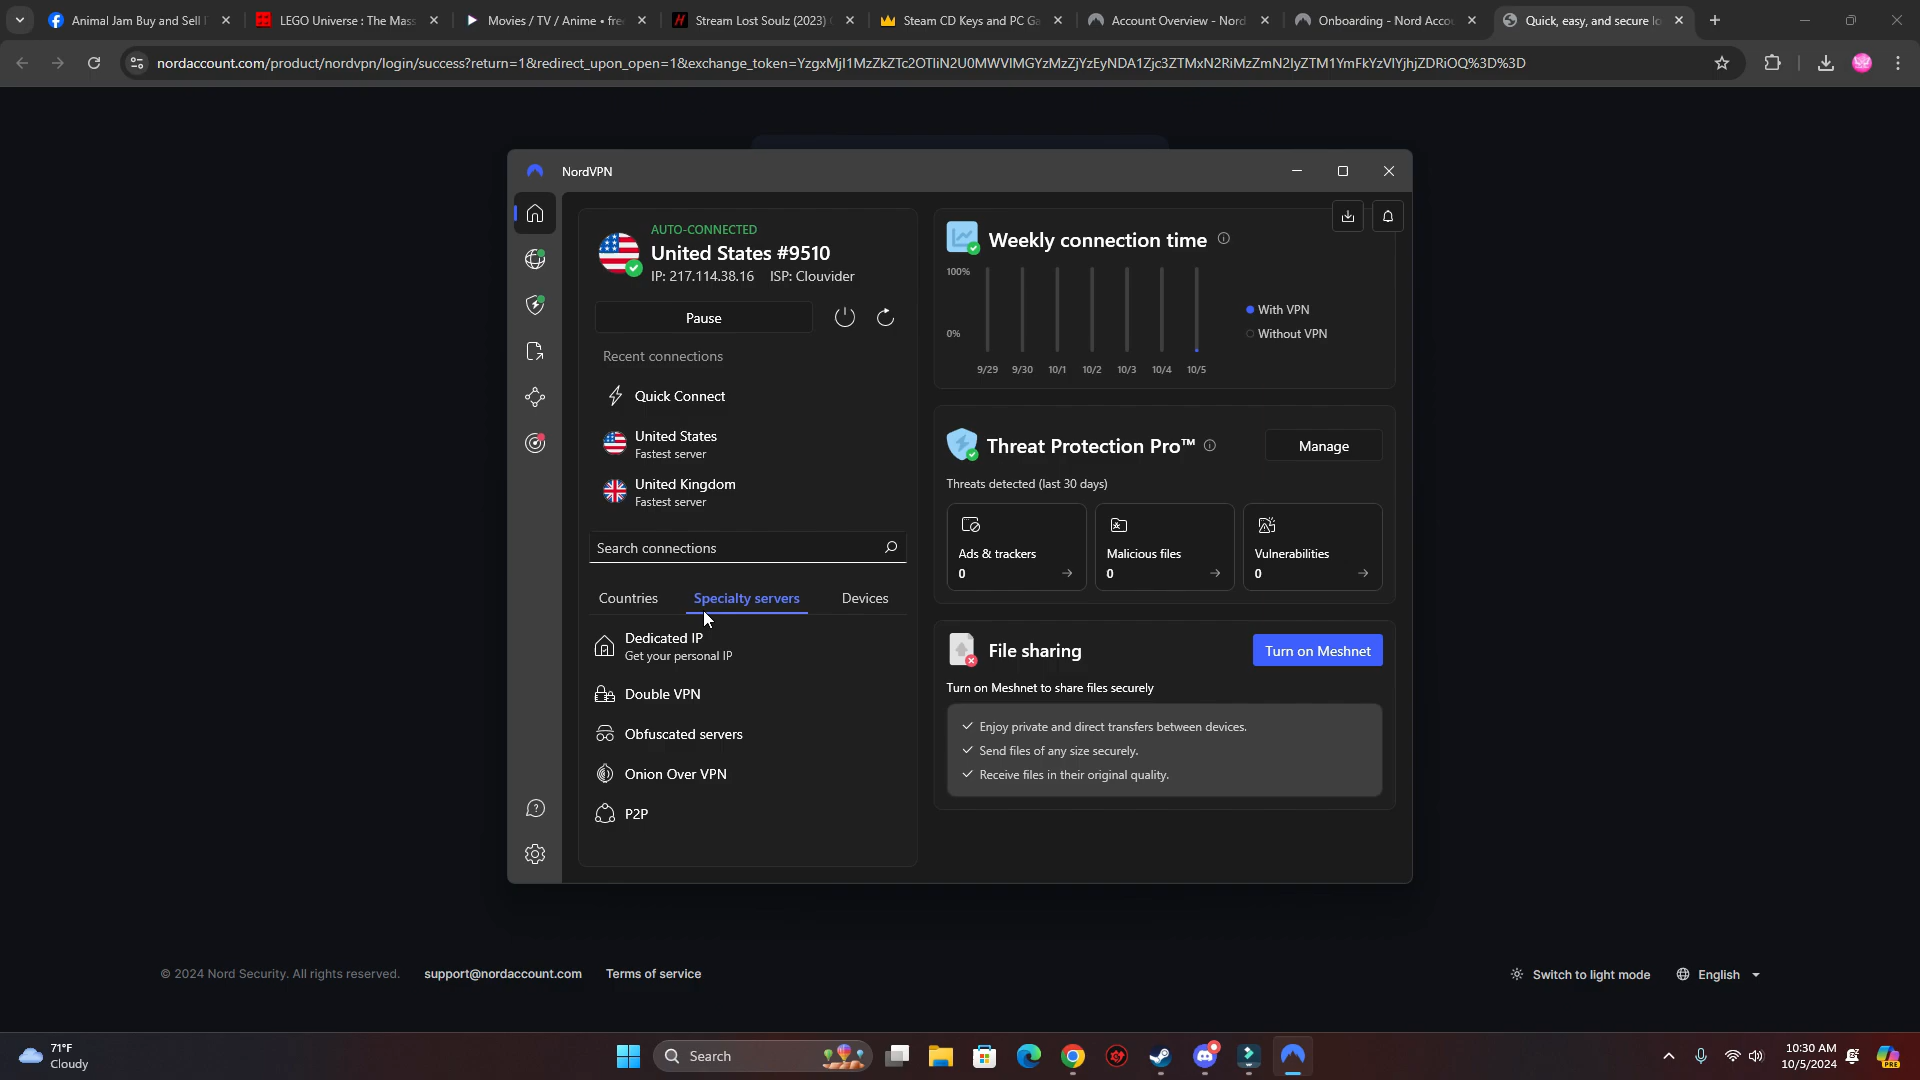 Animal Jam Buy and Sell
LEGO Universe : The Mass
Movies / TV / Anime • fre
Stream Lost Soulz (2023)
Steam CD Keys and PC Ga
Account Overview - Nord
Onboarding - Nord Acco
Quick, easy, and secure lo
nordaccount.com/product/nordvpn/login/success?return=1&redirect_upon_open=1&exchange_token=
NordVPN
AUTO-CONNECTED
United States #9510
IP: 217.114.38.16 ISP: Clouvider
Pause
Recent connections
Quick Connect
United States
Fastest server
United Kingdom
Fastest server
Search connections
Countries
Specialty servers
Devices
Dedicated IP
Get your personal IP
Double VPN
Obfuscated servers
Onion Over VPN
P2P
Weekly connection time
100%
0%
9/29 9/30 10/1 10/2 10/3 10/4 10/5
With VPN
Without VPN
Threat Protection Pro™
Manage
Threats detected (last 30 days)
Ads & trackers
0
Malicious files
0
Vulnerabilities
0
File sharing
Turn on Meshnet
Turn on Meshnet to share files securely
Enjoy private and direct transfers between devices.
Send files of any size securely.
Receive files in their original quality.
© 2024 Nord Security. All rights reserved.
support@nordaccount.com
Terms of service
Switch to light mode
English
71°F
Cloudy
Search
10:30 AM
10/5/2024
PRE